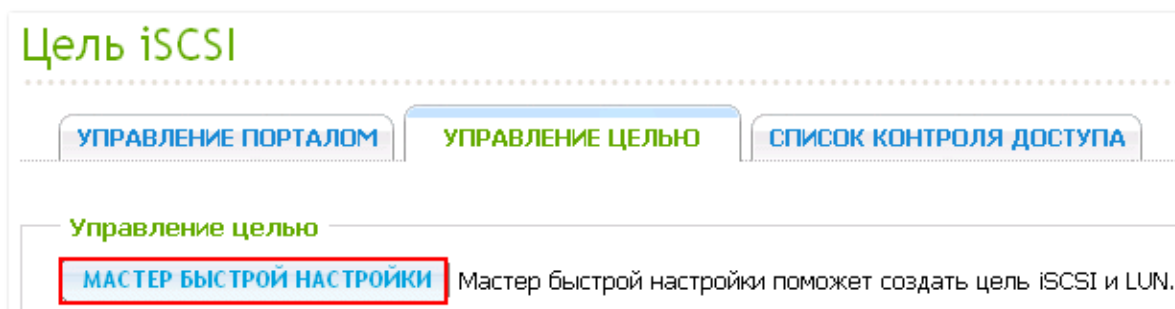 Цель iSCSI
УПРАВЛЕНИЕ ПОРТАЛОМ УПРАВЛЕНИЕ ЦЕЛЬЮ СПИСОК КОНТРОЛЯ ДОСТУПА
Управление целью
МАСТЕР БЫСТРОЙ НАСТРОЙКИ Мастер быстрой настройки поможет создать цель iSCSI и LUN.